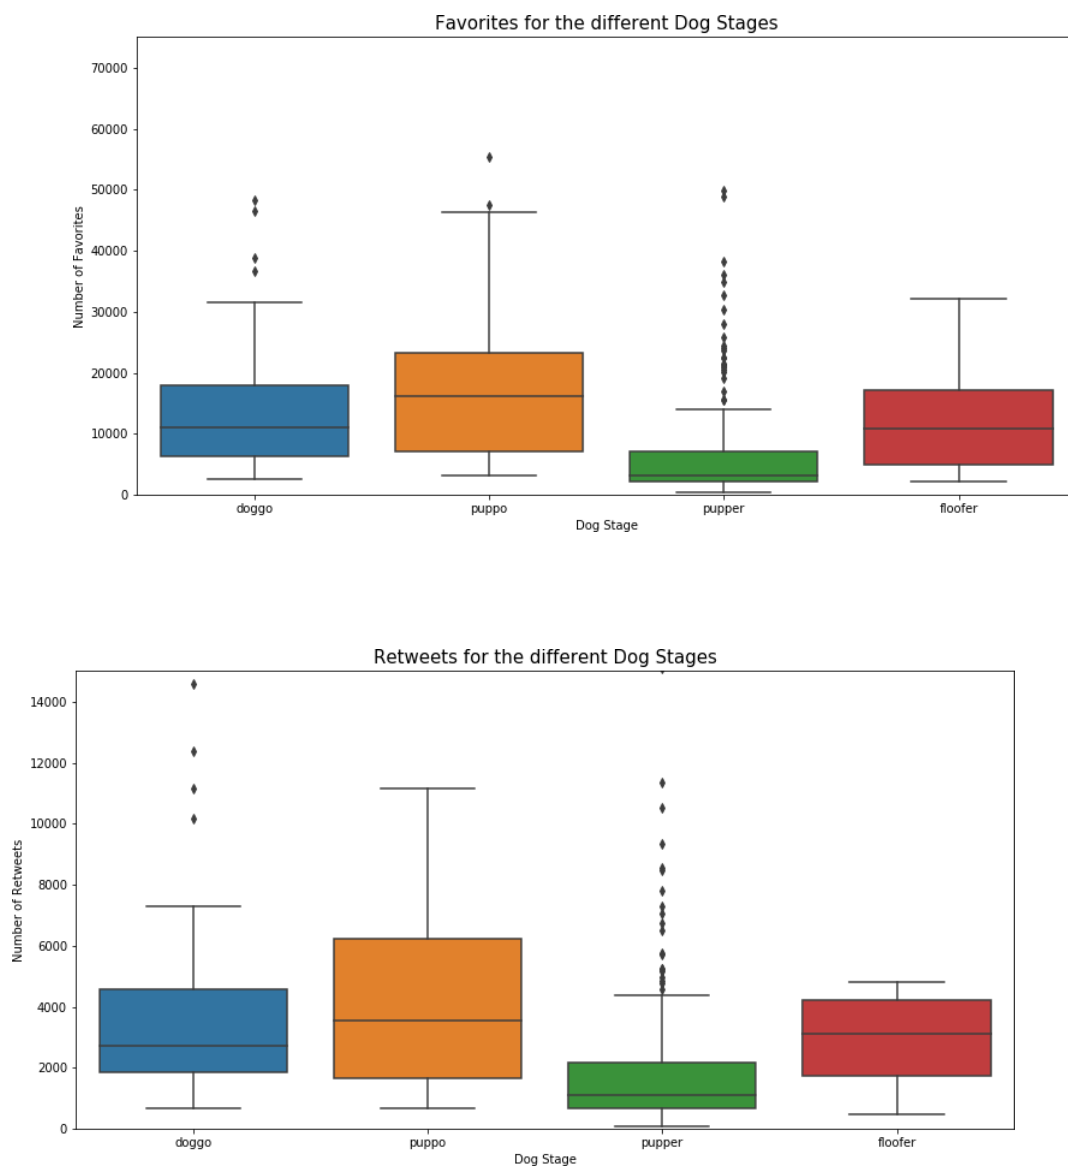 Favorites for the different Dog Stages
70000
60000
50000
40000
30000
20000
10000
0
Number of Favorites
doggo puppo pupper floofer
Dog Stage
Retweets for the different Dog Stages
14000
12000
10000
8000
6000
4000
2000
0
Number of Retweets
doggo puppo pupper floofer
Dog Stage